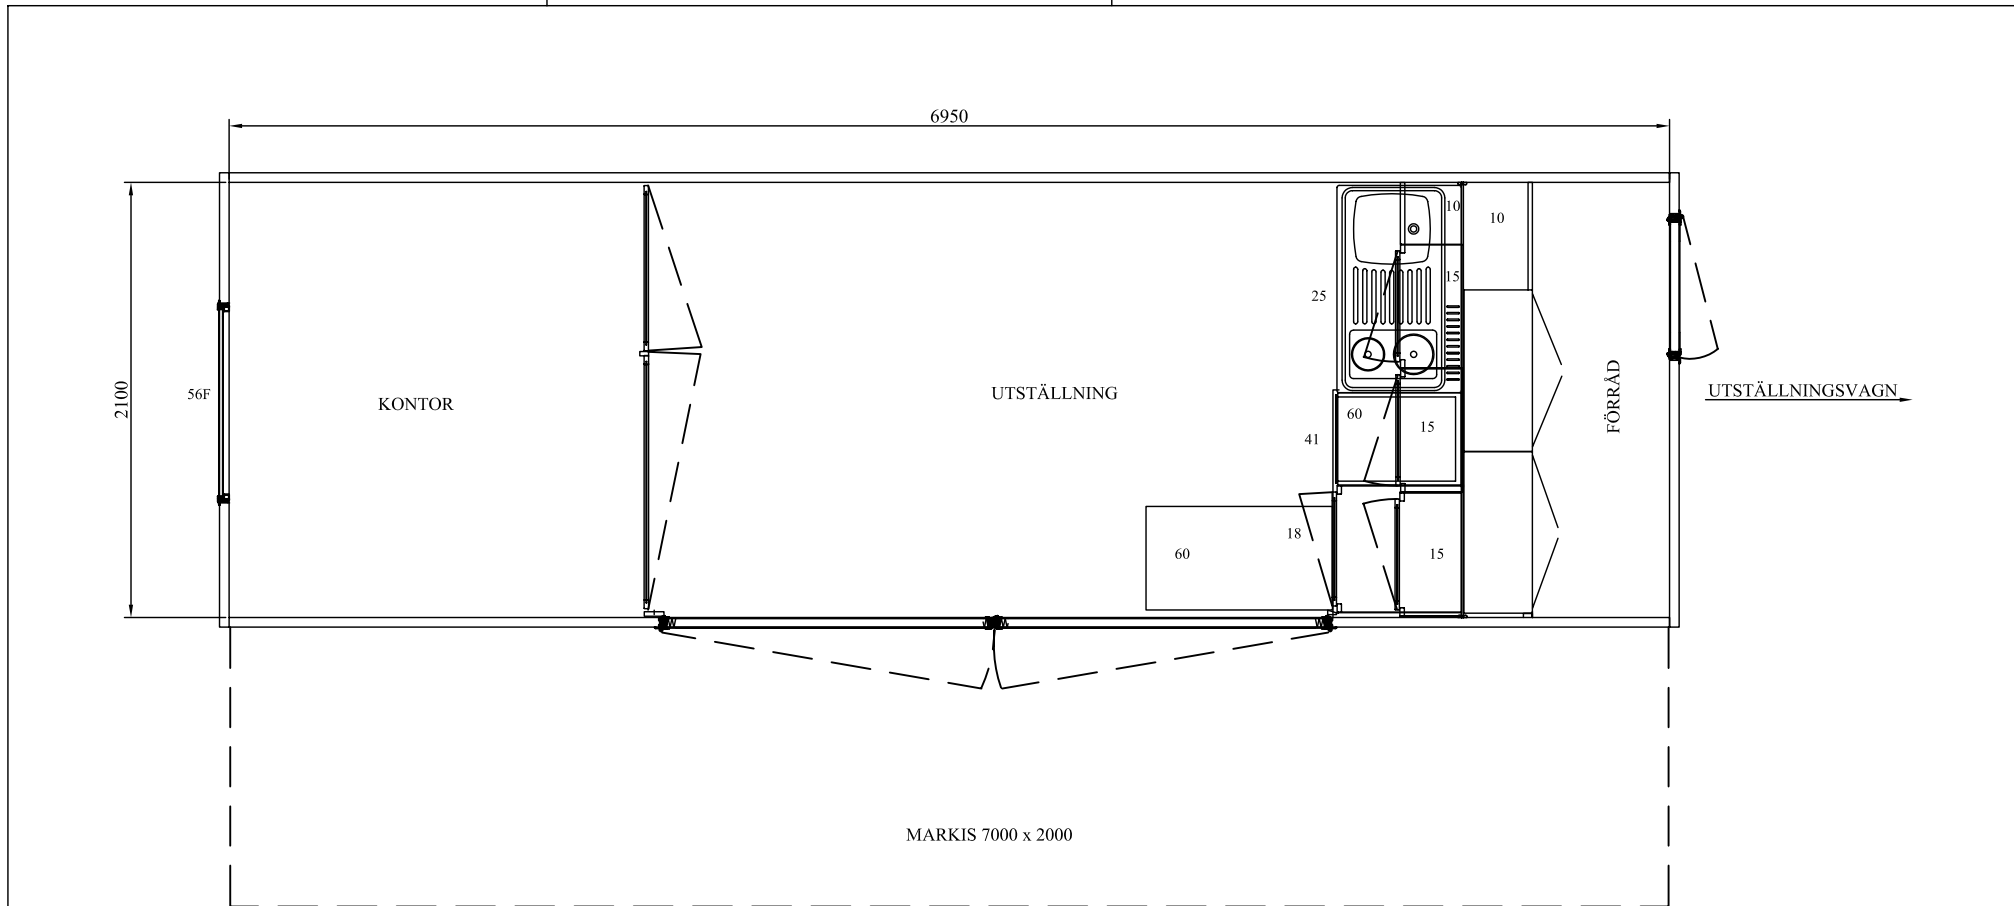 6950
10
10
15
25
2100
56F
KONTOR
UTSTÄLLNING
FÖRRÅD
UTSTÄLLNINGSVAGN
60
15
41
18
60
15
MARKIS 7000 x 2000